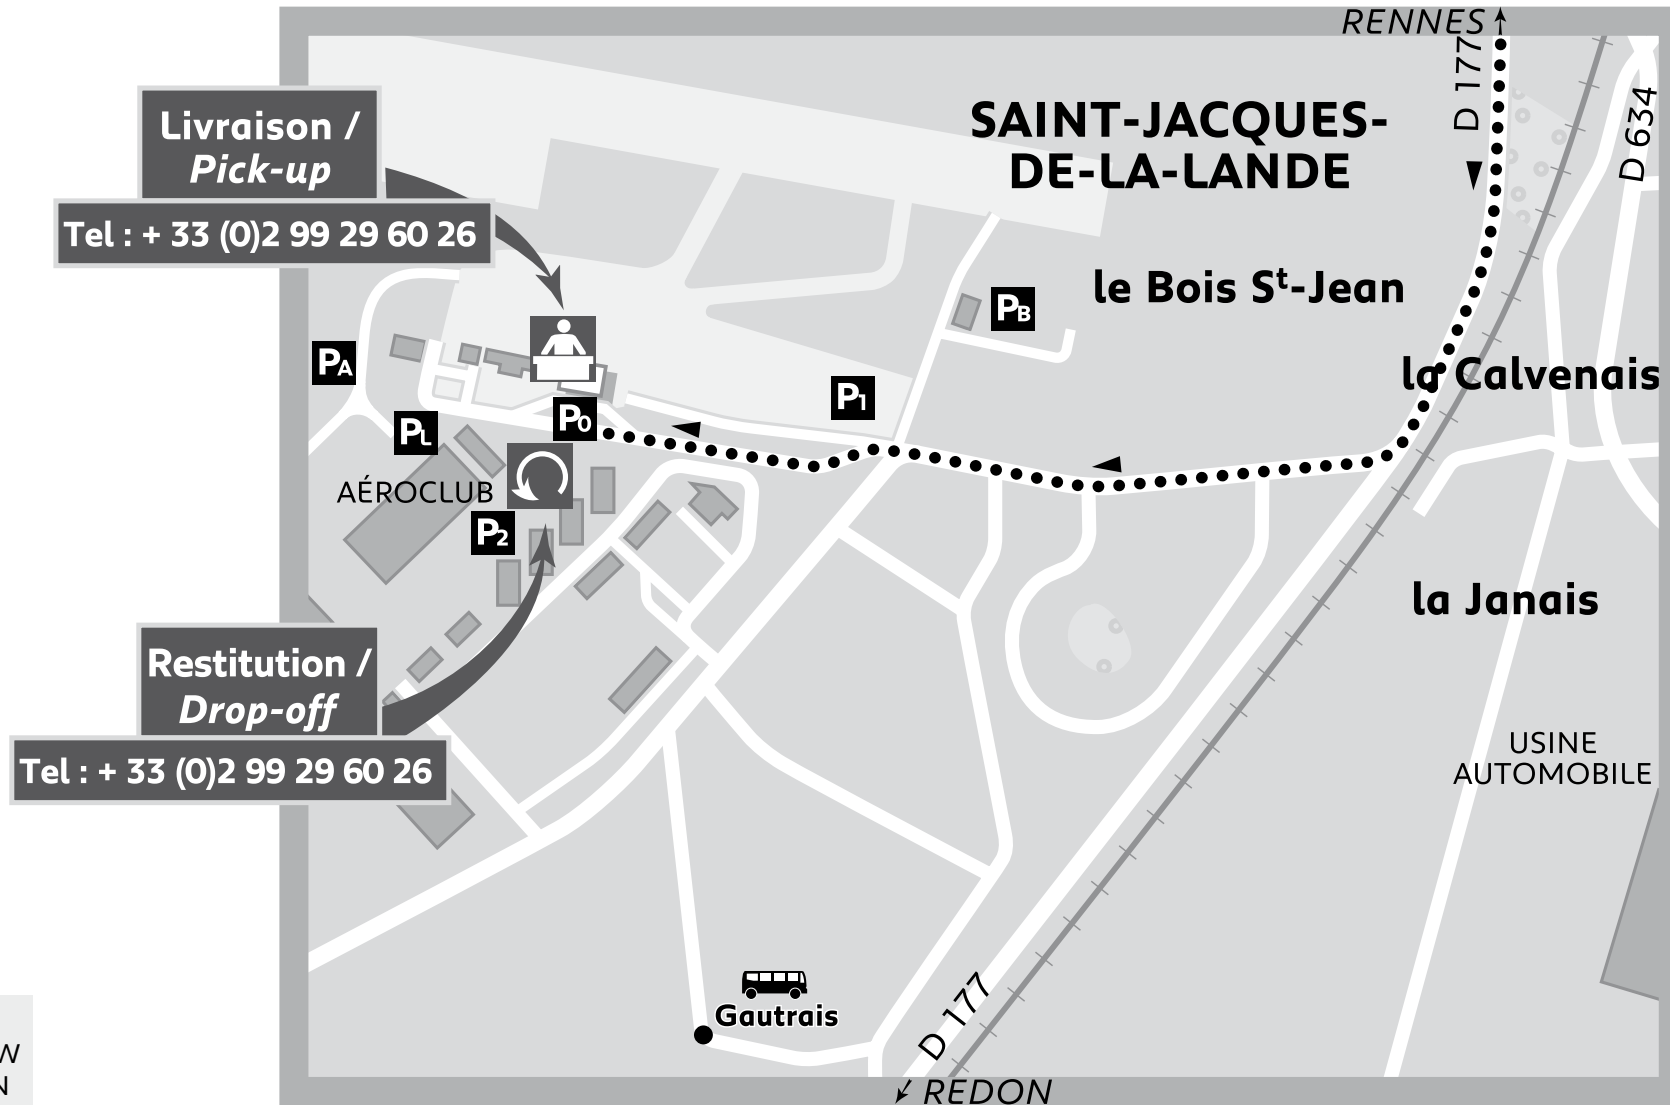 RENNES
D 177
D 634
Livraison /
Pick-up
Tel : + 33 (0)2 99 29 60 26
SAINT-JACQUES-
DE-LA-LANDE
le Bois St-Jean
PB
PA
la Calvenais
P1
P0
PL
AÉROCLUB
P2
la Janais
Restitution /
Drop-off
Tel : + 33 (0)2 99 29 60 26
USINE
AUTOMOBILE
Gautrais
D 177
REDON
W
N